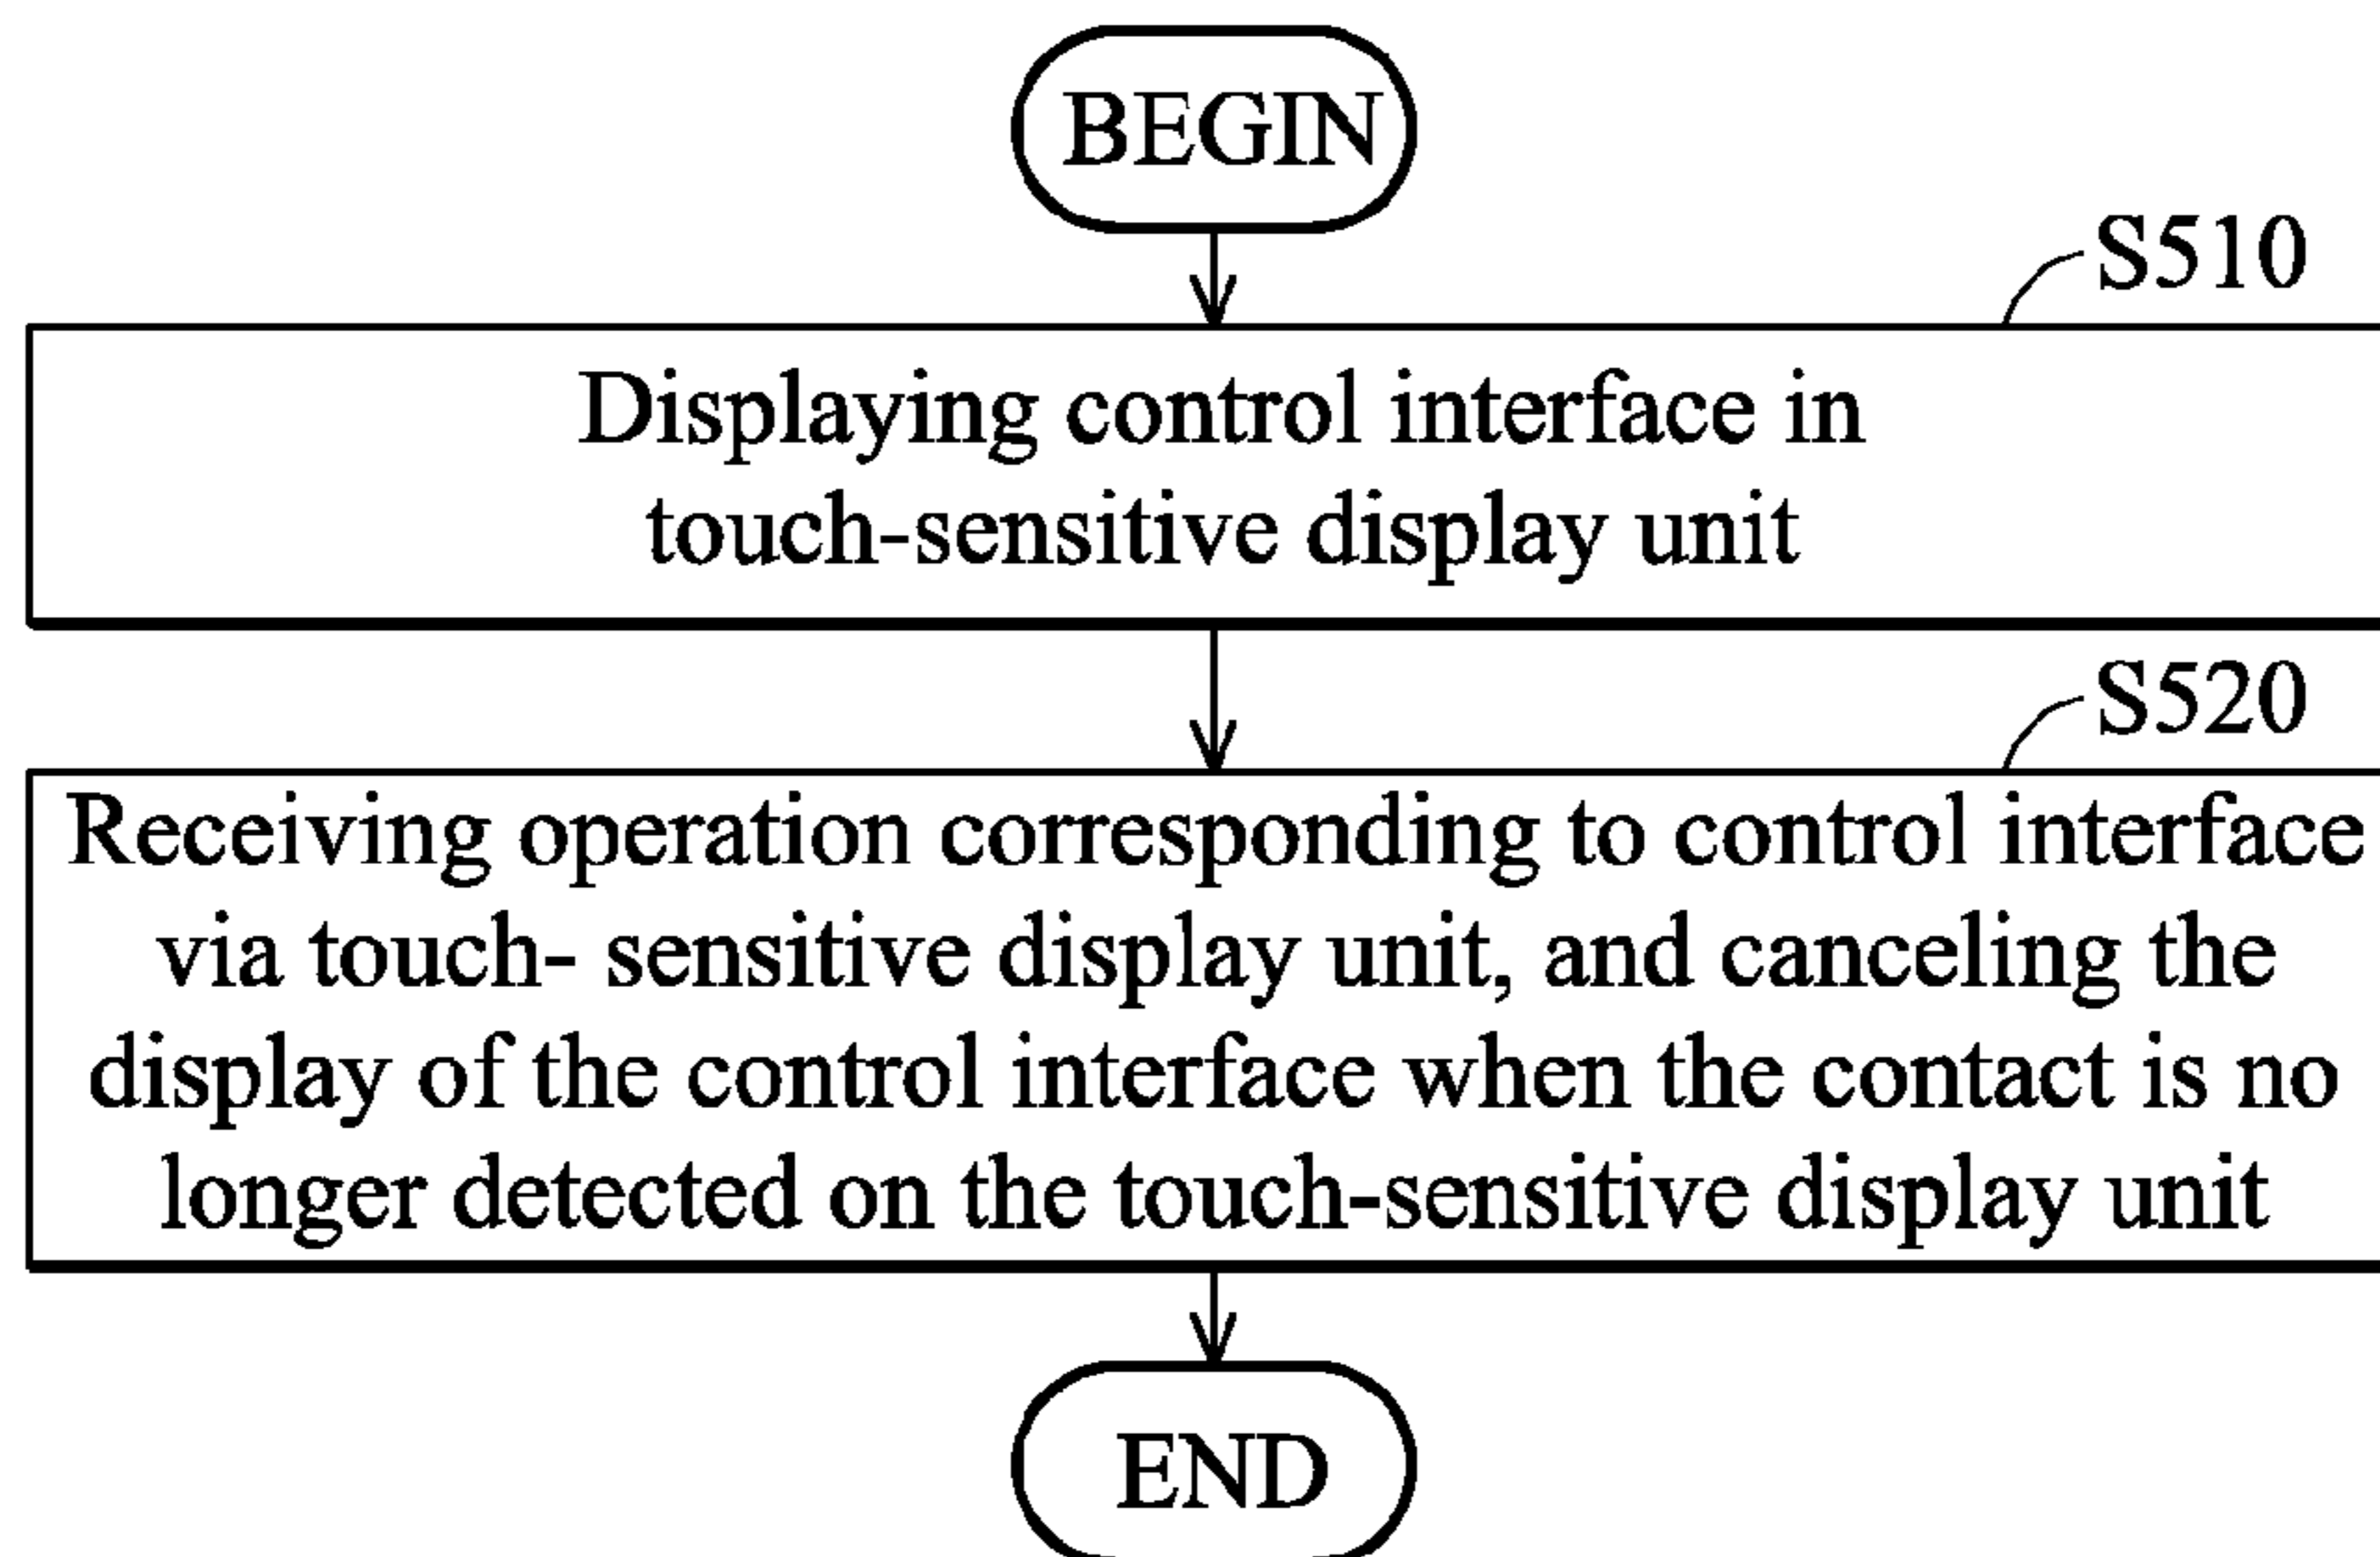 BEGIN
S510
Displaying control interface in
touch-sensitive display unit
S520
Receiving operation corresponding to control interface
via touch- sensitive display unit, and canceling the
display of the control interface when the contact is no
longer detected on the touch-sensitive display unit
END